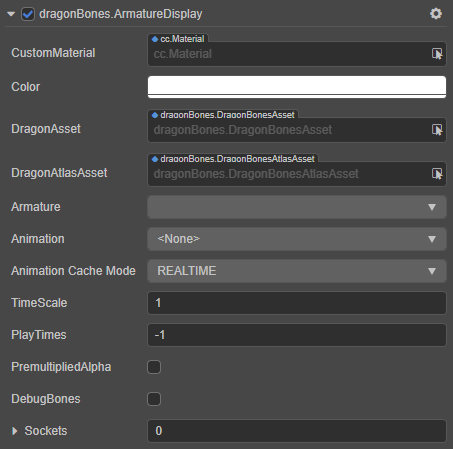 dragonBones.ArmatureDisplay
CustomMaterial
cc.Material
cc.Material
Color
DragonAsset
dragonBones.DragonBonesAsset
dragonBones.DragonBonesAsset
DragonAtlasAsset
dragonBones.DragonBonesAtlasAsset
dragonBones.DragonBonesAtlasAsset
Armature
Animation <None>
Animation Cache Mode REALTIME
TimeScale 1
PlayTimes -1
PremultipliedAlpha
DebugBones
Sockets 0